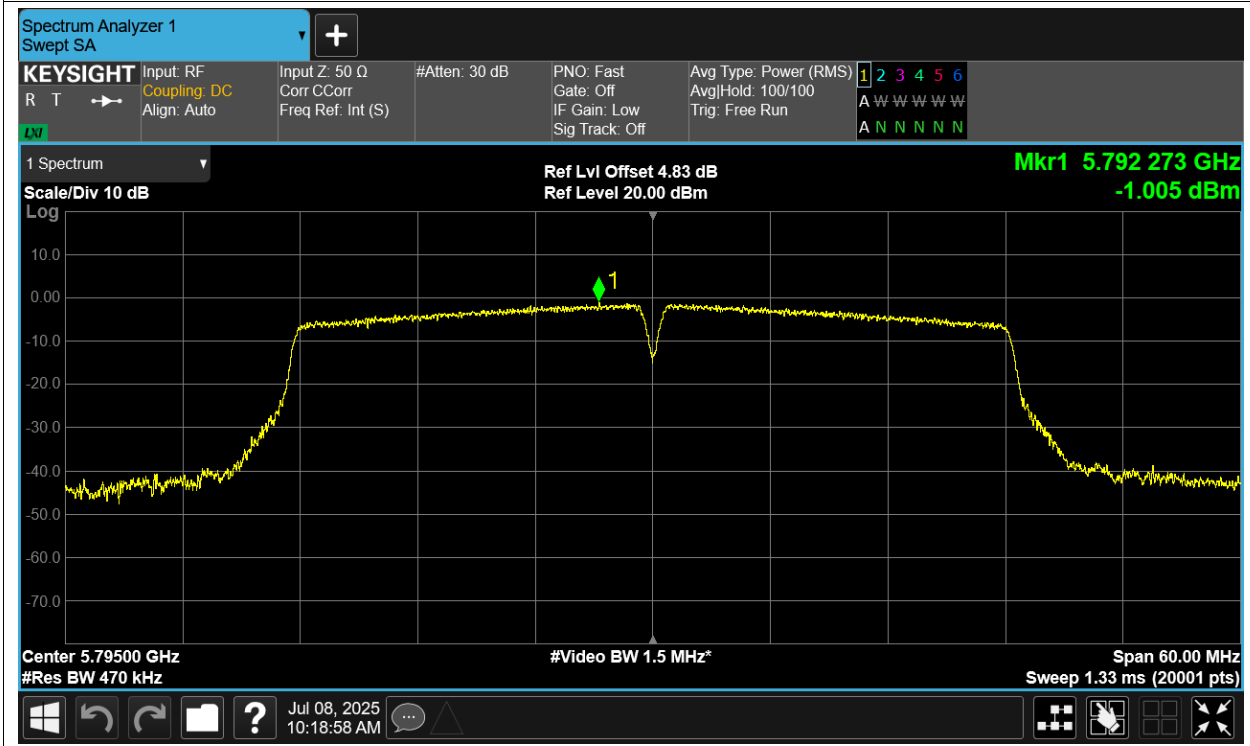 Spectrum Analyzer 1
Swept SA
+
KEYSIGHT
R T
LXI
Input: RF
Coupling: DC
Align: Auto
Input Z: 50 Ω
Corr CCorr
Freq Ref: Int (S)
#Atten: 30 dB
PNO: Fast
Gate: Off
IF Gain: Low
Sig Track: Off
Avg Type: Power (RMS)
Avg|Hold: 100/100
Trig: Free Run
1 2 3 4 5 6
A W W W W W
A N N N N N
1 Spectrum
Scale/Div 10 dB
Log
Ref Lvl Offset 4.83 dB
Ref Level 20.00 dBm
Mkr1 5.792 273 GHz
-1.005 dBm
1
10.0
0.00
-10.0
-20.0
-30.0
-40.0
-50.0
-60.0
-70.0
Center 5.79500 GHz
#Res BW 470 kHz
#Video BW 1.5 MHz*
Span 60.00 MHz
Sweep 1.33 ms (20001 pts)
?
Jul 08, 2025
10:18:58 AM